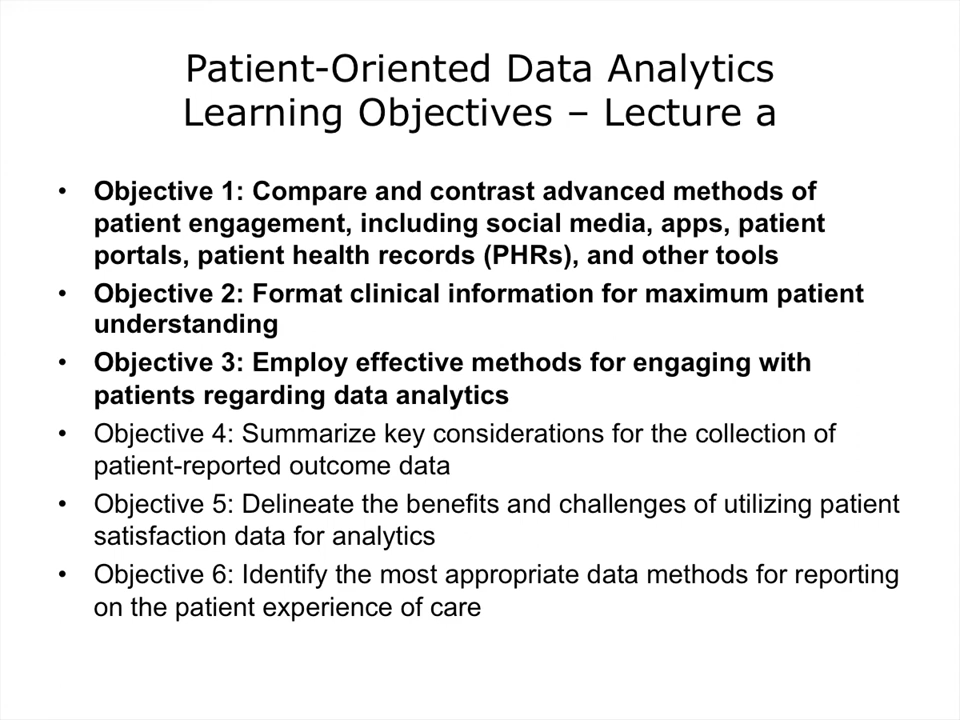 Patient-Oriented Data Analytics
Learning Objectives – Lecture a
• Objective 1: Compare and contrast advanced methods of
patient engagement, including social media, apps, patient
portals, patient health records (PHRs), and other tools
• Objective 2: Format clinical information for maximum patient
understanding
• Objective 3: Employ effective methods for engaging with
patients regarding data analytics
• Objective 4: Summarize key considerations for the collection of
patient-reported outcome data
• Objective 5: Delineate the benefits and challenges of utilizing patient
satisfaction data for analytics
• Objective 6: Identify the most appropriate data methods for reporting
on the patient experience of care